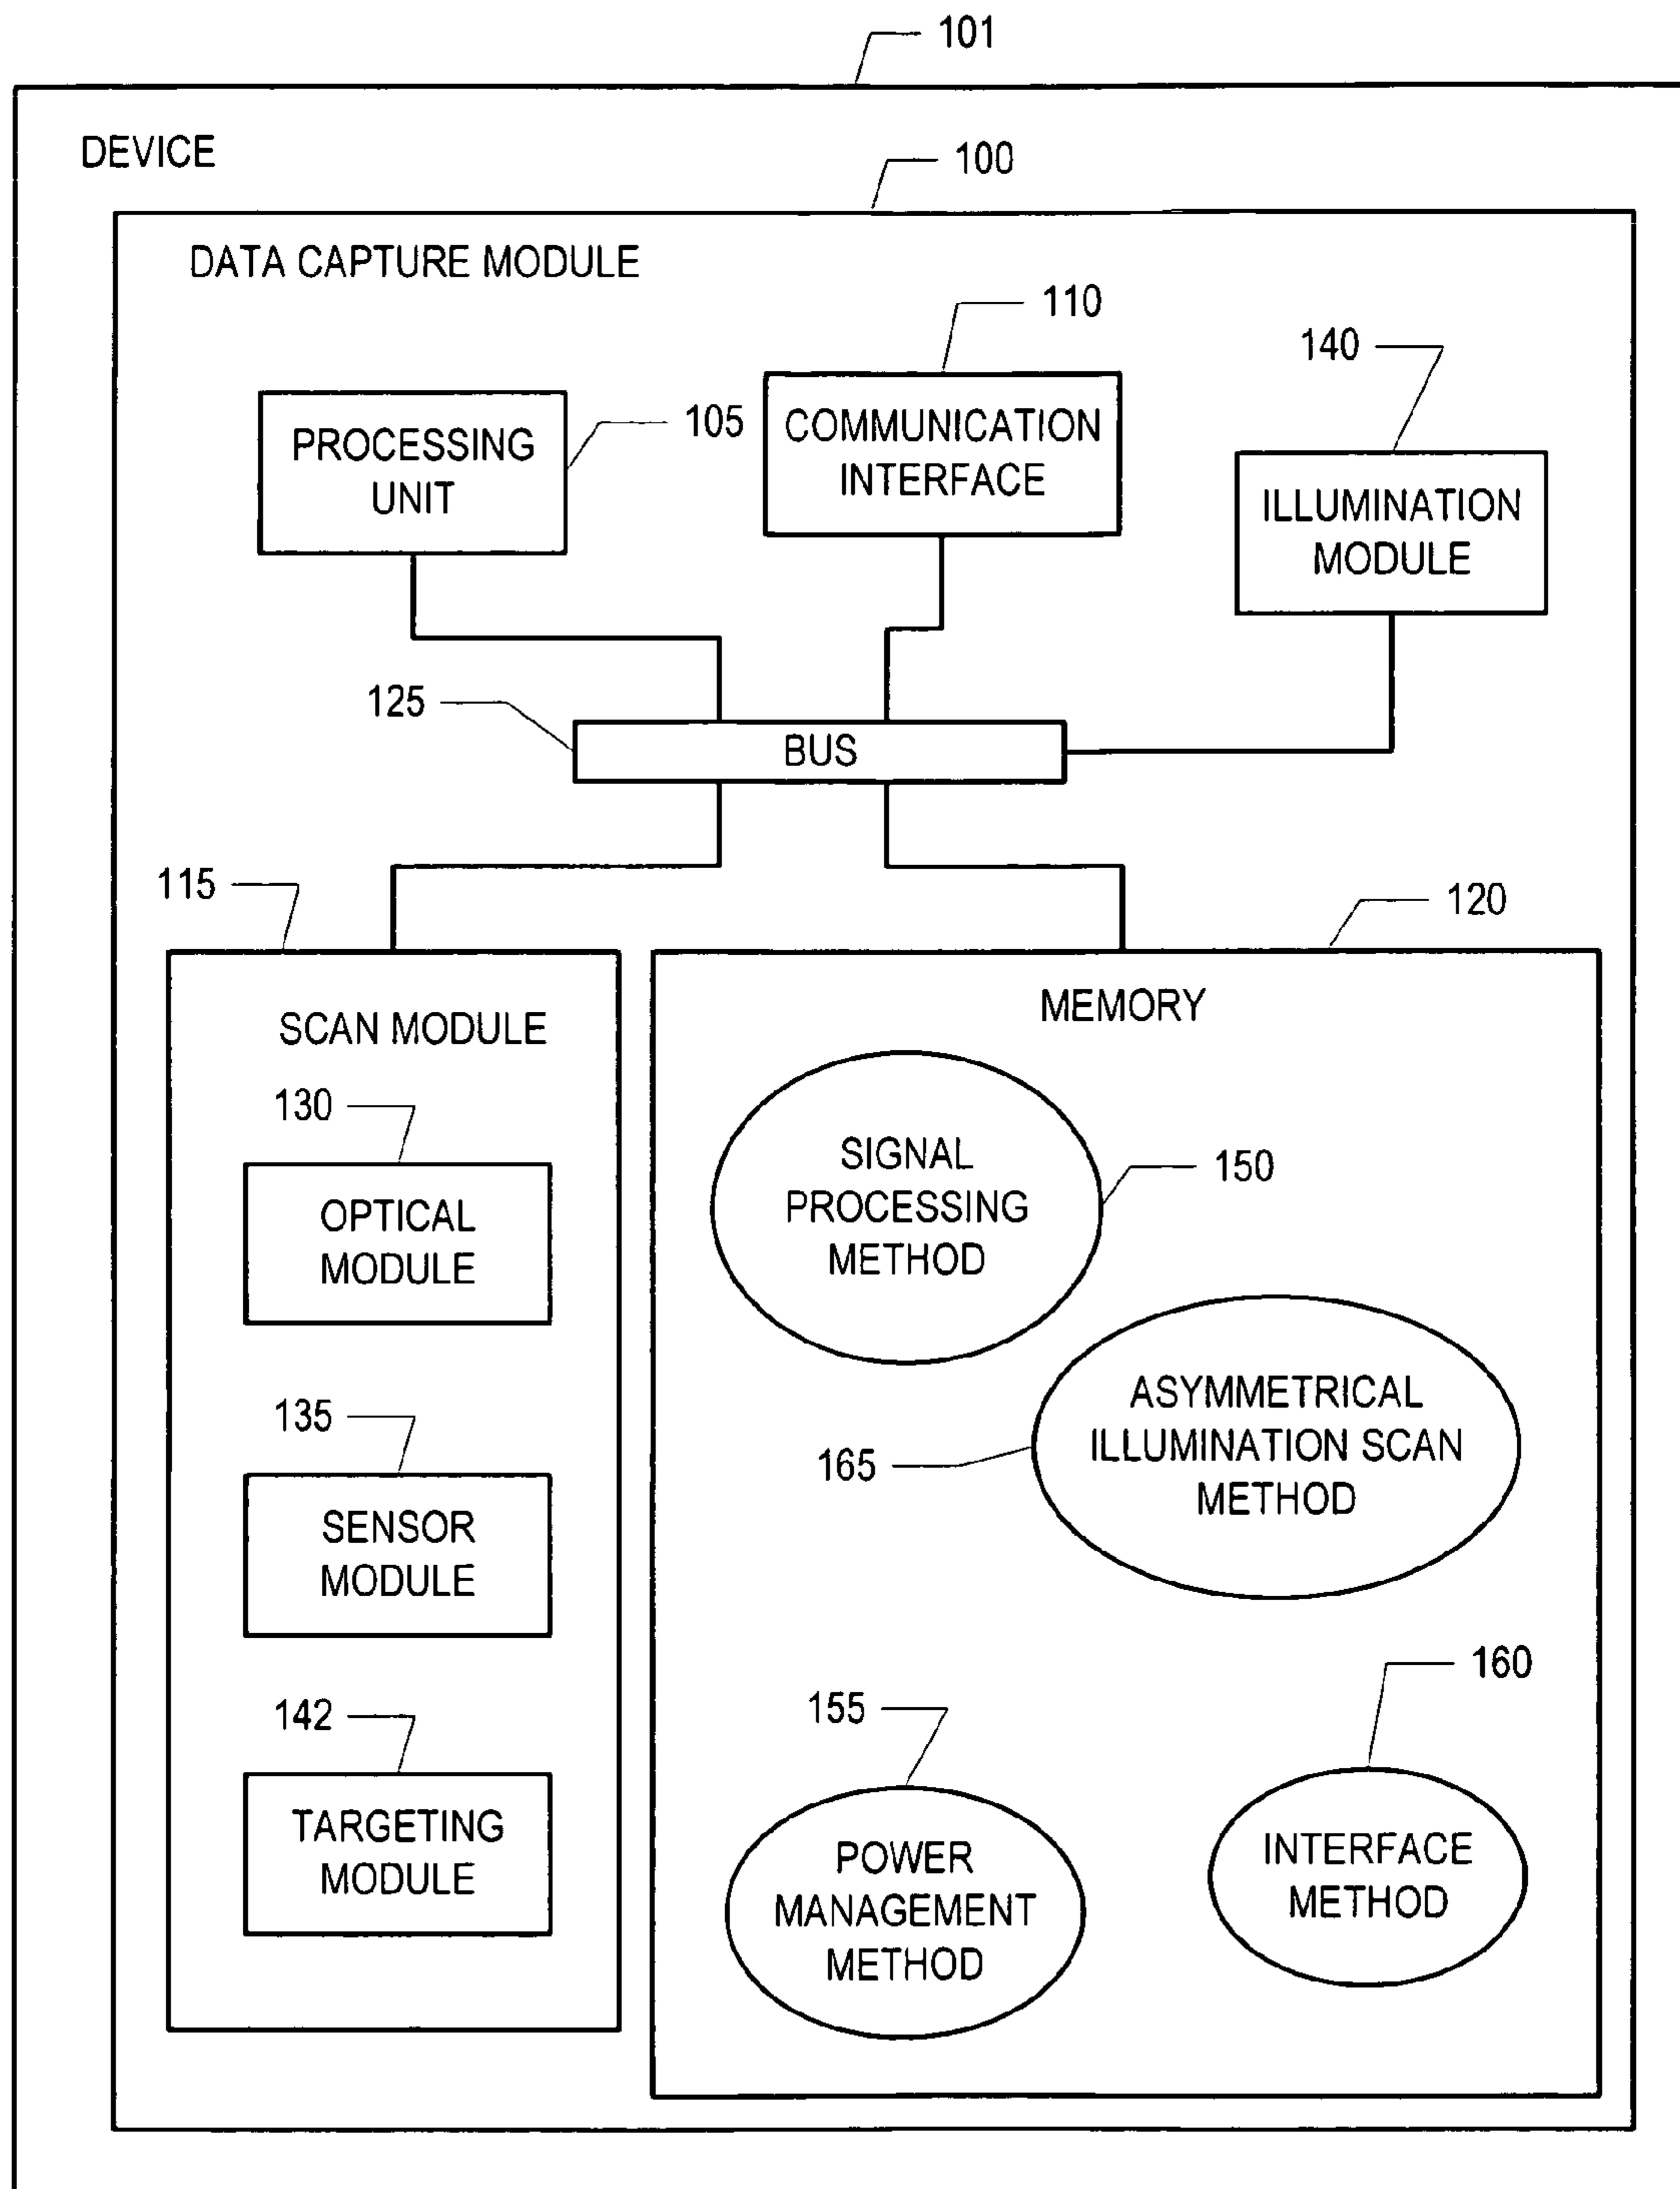 101
DEVICE
100
DATA CAPTURE MODULE
110
140
PROCESSING
UNIT
105
COMMUNICATION
INTERFACE
ILLUMINATION
MODULE
125
BUS
115
120
SCAN MODULE
MEMORY
130
OPTICAL
MODULE
SIGNAL
PROCESSING
METHOD
150
135
SENSOR
MODULE
ASYMMETRICAL
ILLUMINATION SCAN
METHOD
165
142
TARGETING
MODULE
155
POWER
MANAGEMENT
METHOD
160
INTERFACE
METHOD